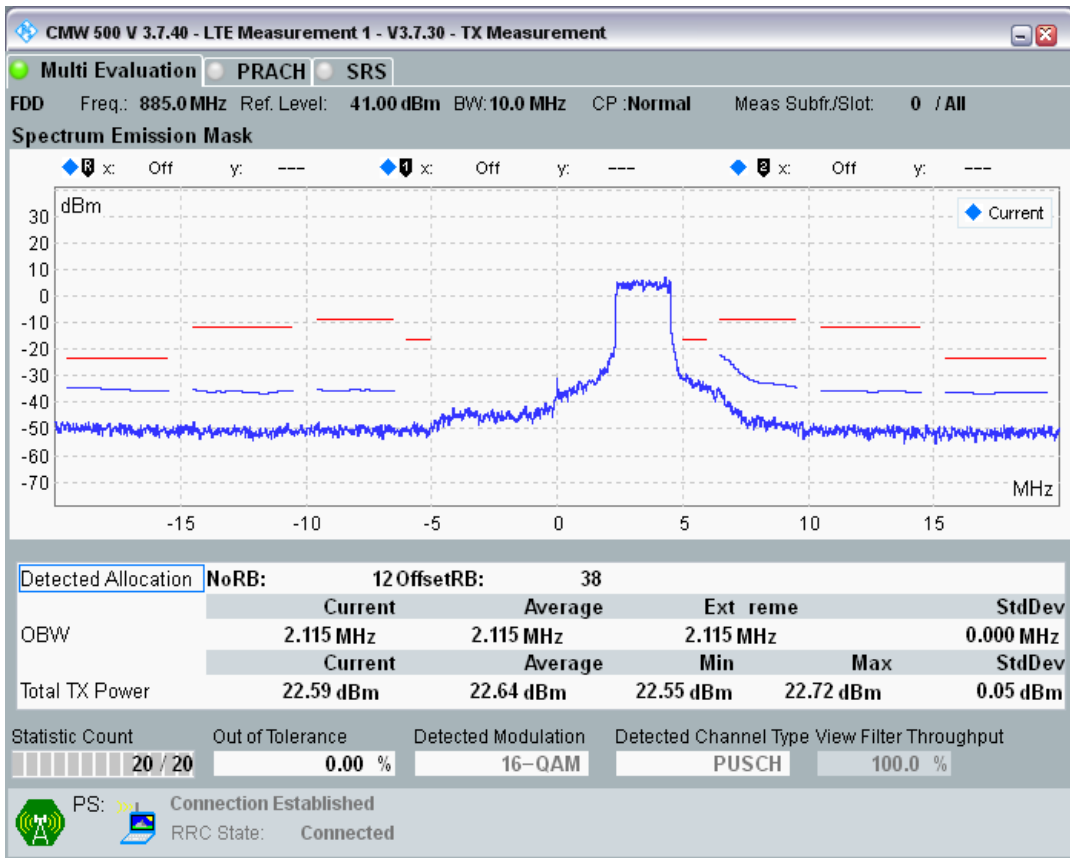 CMW 500 V 3.7.40 - LTE Measurement 1 - V3.7.30 - TX Measurement
Multi Evaluation PRACH SRS
FDD Freq.: 885.0 MHz Ref. Level: 41.00 dBm BW: 10.0 MHz CP :Normal Meas Subfr./Slot: 0 / All
Spectrum Emission Mask
R x: Off y: --- 1 x: Off y: --- 2 x: Off y: ---
dBm
Current
30
20
10
0
-10
-20
-30
-40
-50
-60
-70
MHz
-15 -10 -5 0 5 10 15
Detected Allocation NoRB: 12 OffsetRB: 38
Current Average Ext reme StdDev
OBW 2.115 MHz 2.115 MHz 2.115 MHz 0.000 MHz
Current Average Min Max StdDev
Total TX Power 22.59 dBm 22.64 dBm 22.55 dBm 22.72 dBm 0.05 dBm
Statistic Count Out of Tolerance Detected Modulation Detected Channel Type View Filter Throughput
20 / 20 0.00 % 16-QAM PUSCH 100.0 %
PS: Connection Established
RRC State: Connected